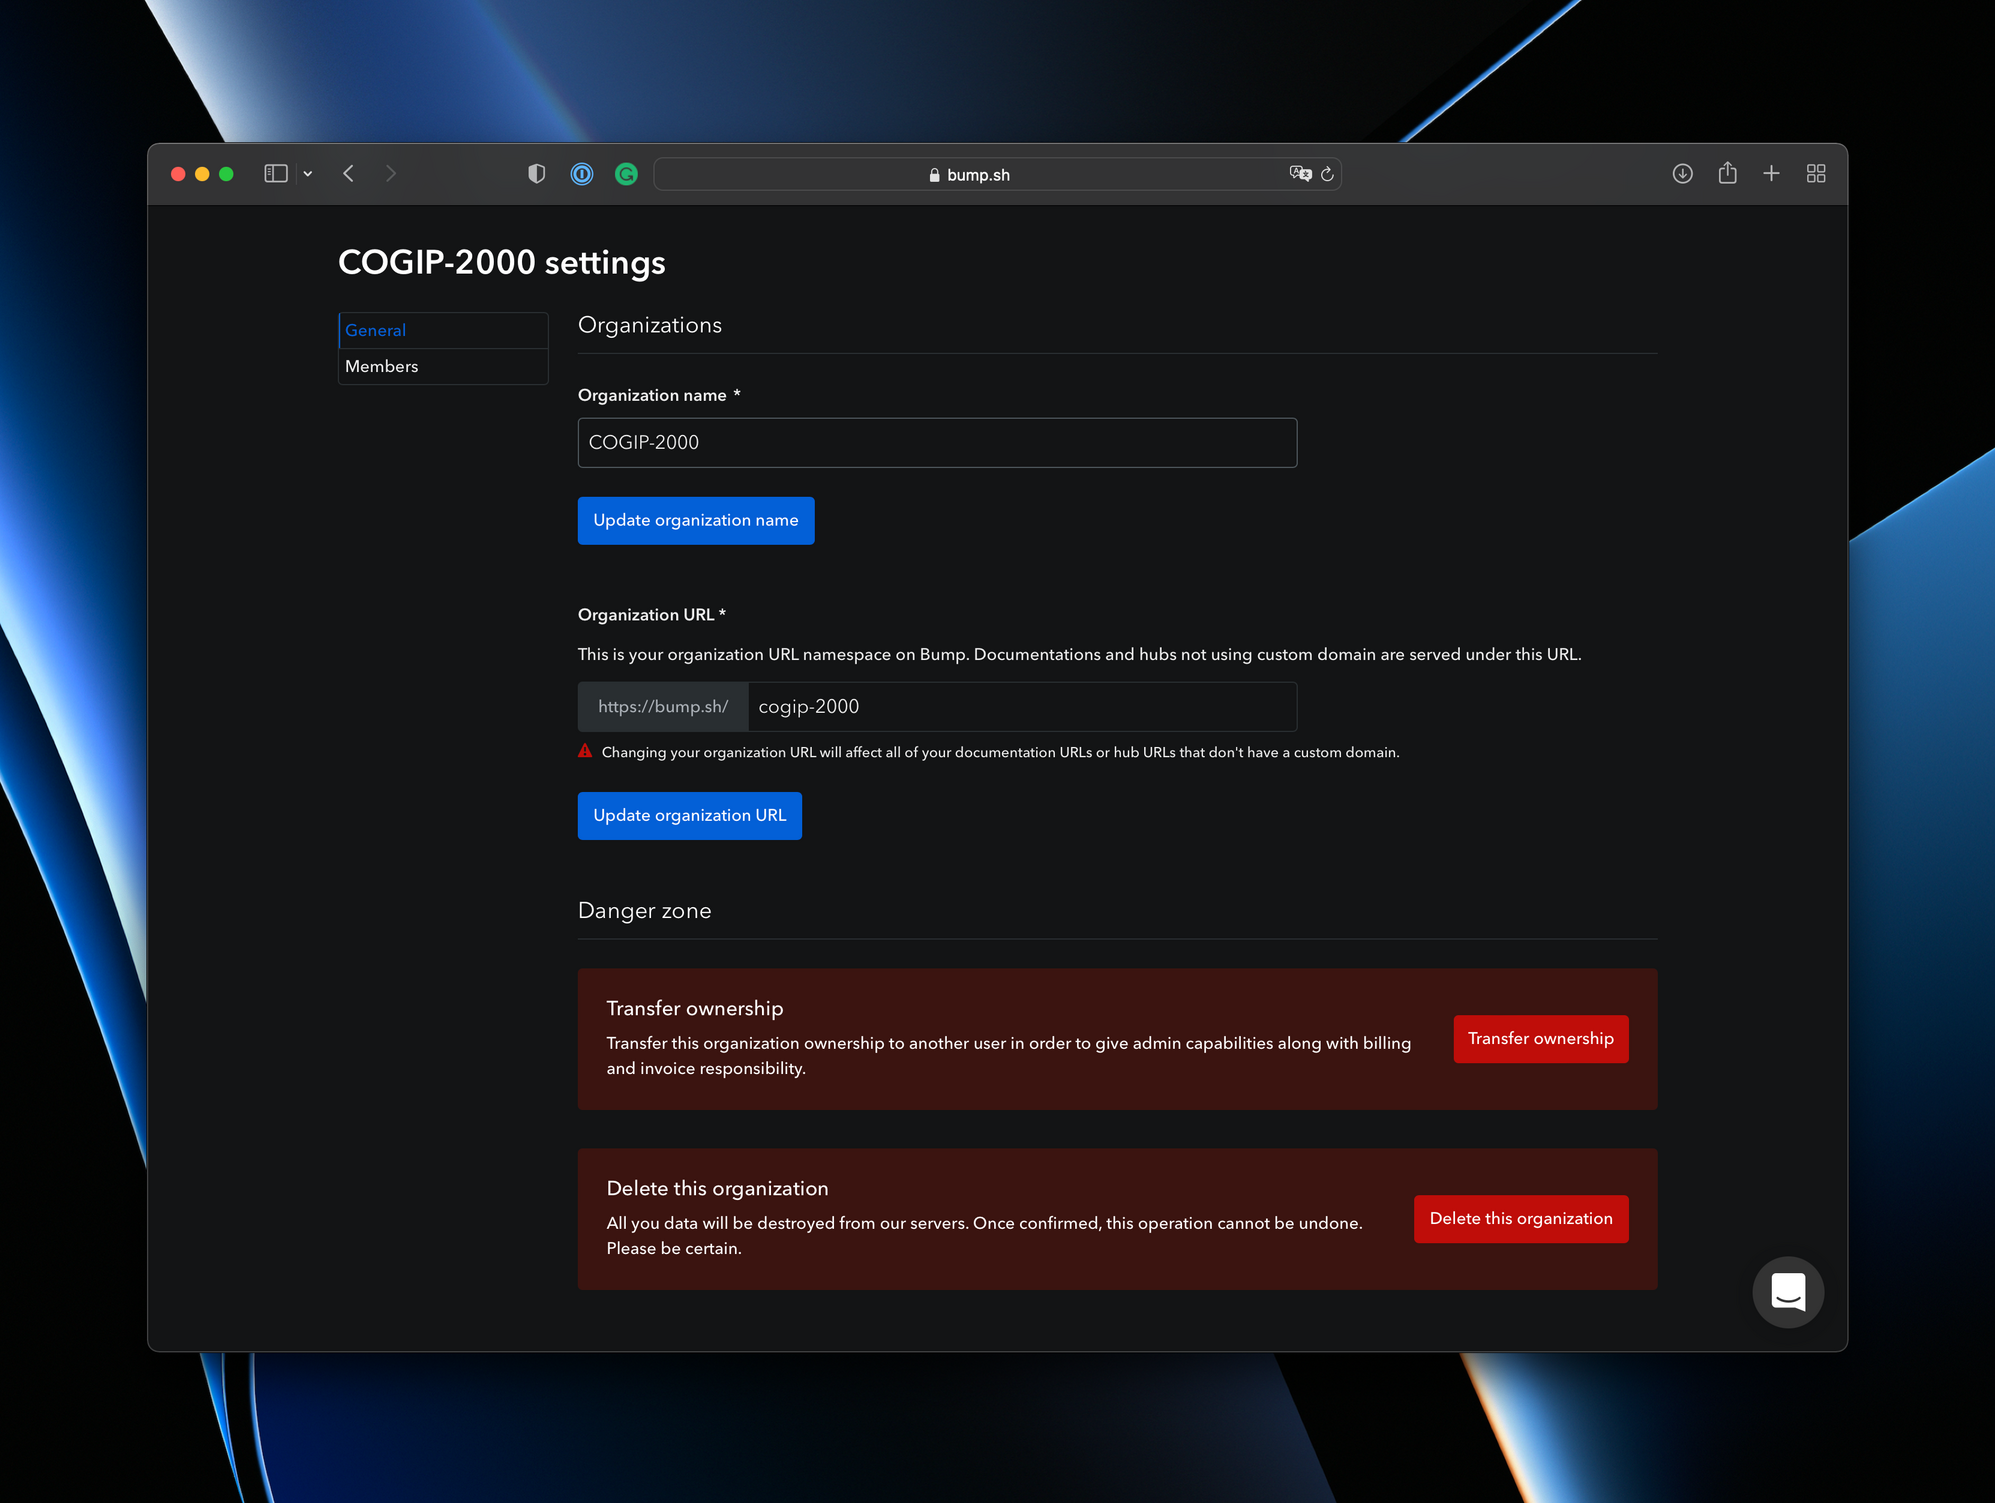 bump.sh
COGIP-2000 settings
General
Members
Organizations
Organization name *
COGIP-2000
Update organization name
Organization URL *
This is your organization URL namespace on Bump. Documentations and hubs not using custom domain are served under this URL.
https://bump.sh/ cogip-2000
Changing your organization URL will affect all of your documentation URLs or hub URLs that don't have a custom domain.
Update organization URL
Danger zone
Transfer ownership
Transfer this organization ownership to another user in order to give admin capabilities along with billing
and invoice responsibility.
Transfer ownership
Delete this organization
All you data will be destroyed from our servers. Once confirmed, this operation cannot be undone.
Please be certain.
Delete this organization